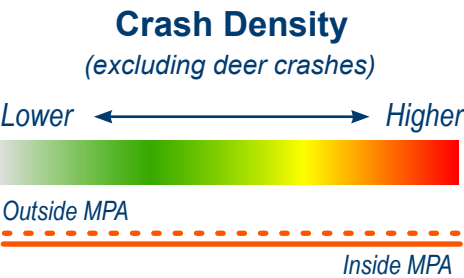 Crash Density
(excluding deer crashes)
Lower Higher
Outside MPA
Inside MPA